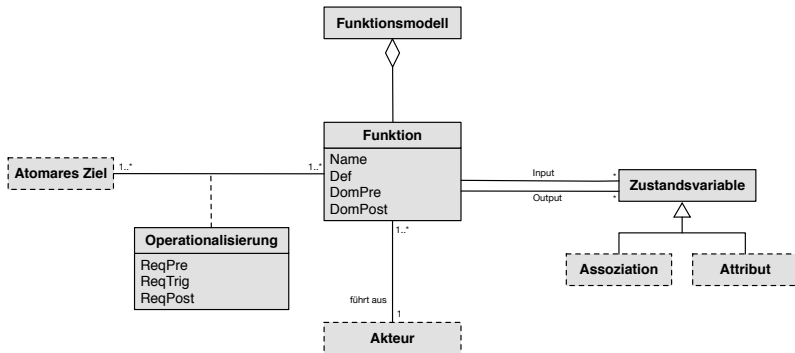 Funktionsmodell
Funktion
Name
Def
DomPre
DomPost
Atomares Ziel
1..*
1..*
Input
*
Output
*
Zustandsvariable
Operationalisierung
ReqPre
ReqTrig
ReqPost
1..*
Assoziation
Attribut
führt aus
1
Akteur